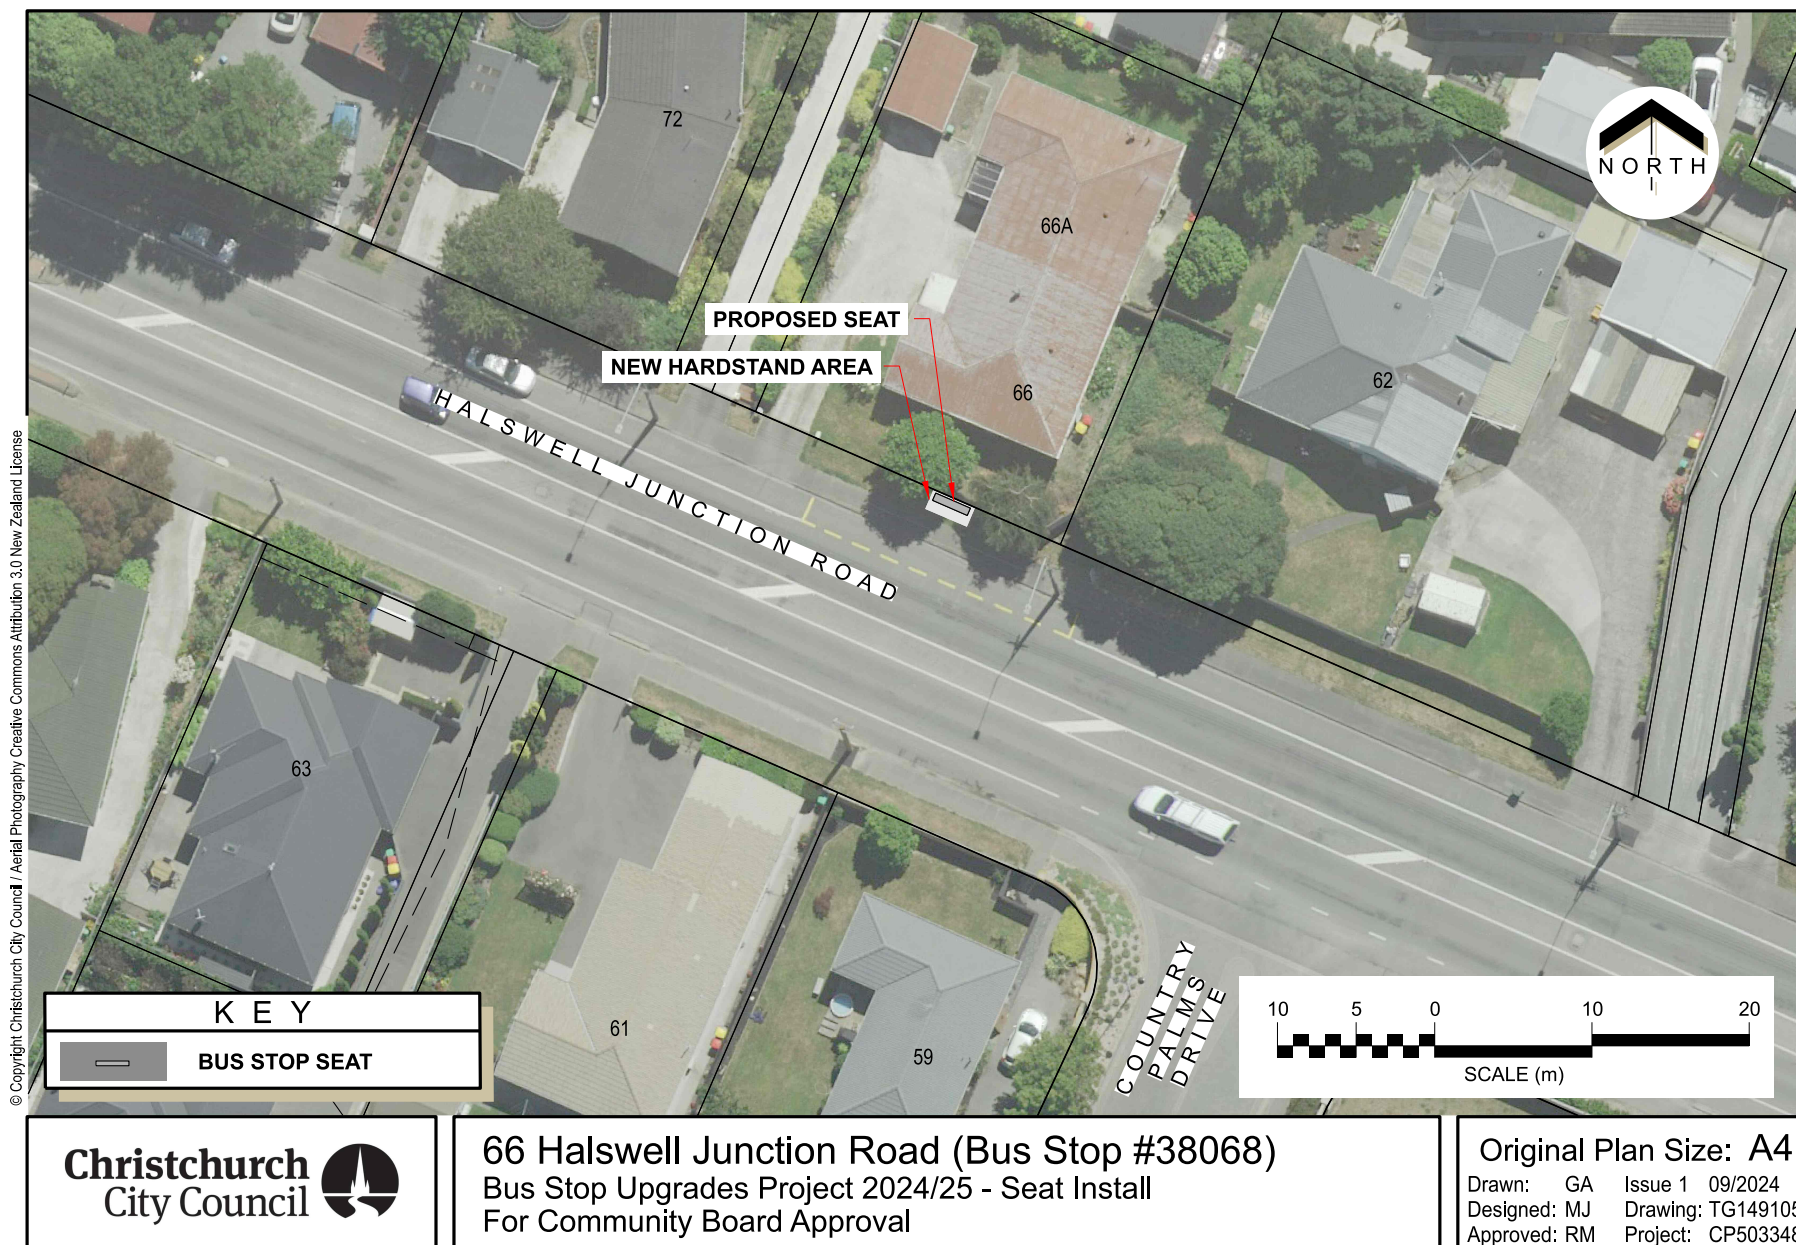 72
NORTH
66A
PROPOSED SEAT
NEW HARDSTAND AREA
66
62
HALSWELL JUNCTION ROAD
© Copyright Christchurch City Council / Aerial Photography Creative Commons Attribution 3.0 New Zealand License
63
61
59
COUNTRY
PALMS
DRIVE
KEY
BUS STOP SEAT
10 5 0 10 20
SCALE (m)
Christchurch
City Council
66 Halswell Junction Road (Bus Stop #38068)
Bus Stop Upgrades Project 2024/25 - Seat Install
For Community Board Approval
Original Plan Size: A4
Drawn: GA Issue 1 09/2024
Designed: MJ Drawing: TG149105
Approved: RM Project: CP503348